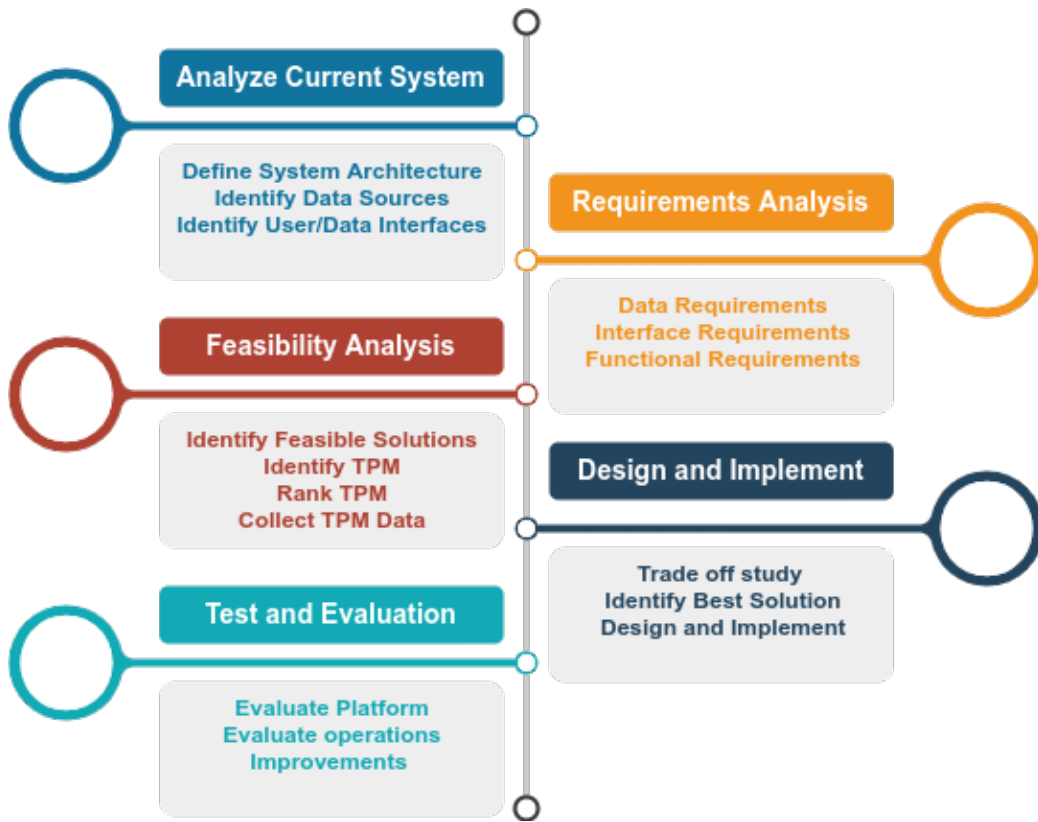 Analyze Current System
Define System Architecture
Identify Data Sources
Identify User/Data Interfaces
Requirements Analysis
Data Requirements
Interface Requirements
Functional Requirements
Feasibility Analysis
Identify Feasible Solutions
Identify TPM
Rank TPM
Collect TPM Data
Design and Implement
Trade off study
Identify Best Solution
Design and Implement
Test and Evaluation
Evaluate Platform
Evaluate operations
Improvements